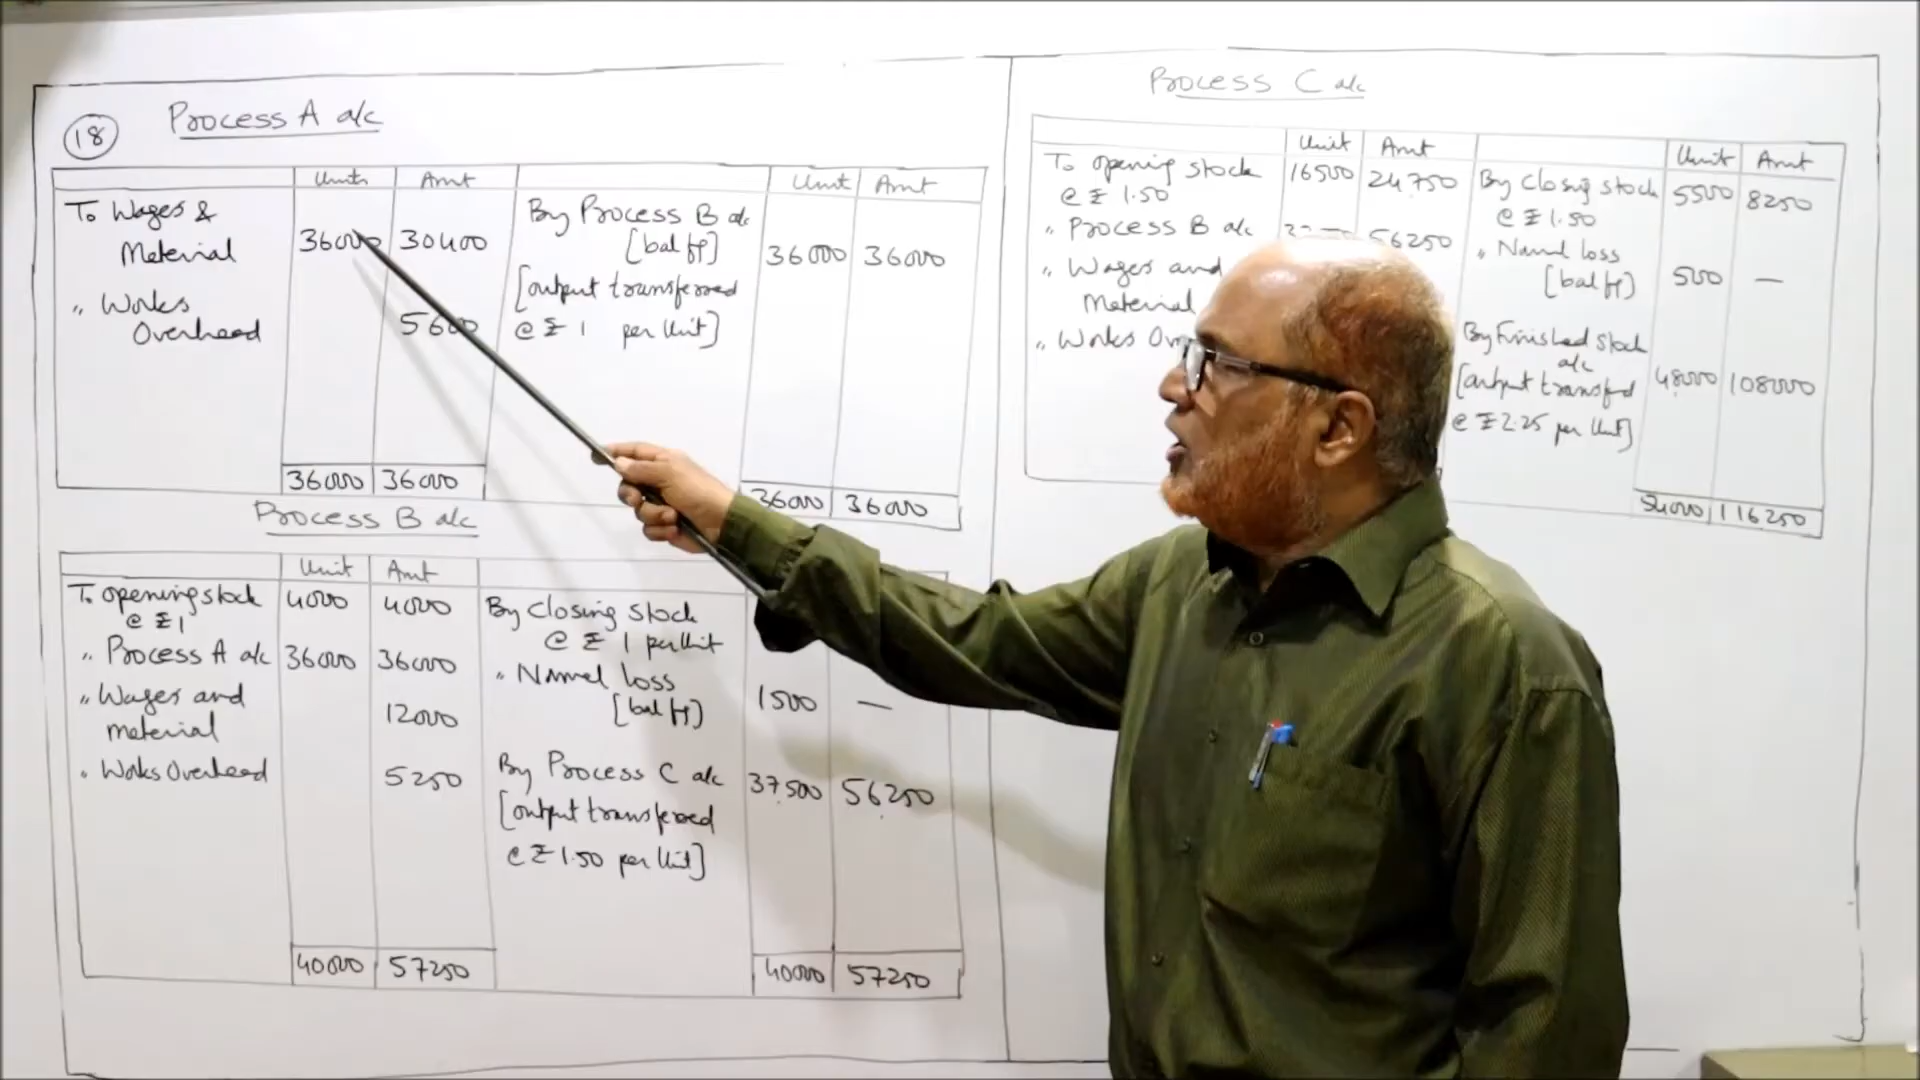 18
Process A a/c
Units Amt Unit Amt
To Wages & By Process B a/c
Material 36000 30400 [bal fg] 36000 36000
" Works [output transferred
Overhead 5600 @ ₹ 1 per Unit]
36000 36000 36000 36000
Process B a/c
Unit Amt
To opening stock 4000 4000 By Closing stock
@ ₹1 @ ₹ 1 per Unit
" Process A a/c 36000 36000 " Normal loss
" Wages and 12000 [bal fg] 1500 —
material
" Works Overhead 5250 By Process C a/c 37500 56250
[output transferred
@ ₹ 1.50 per Unit]
40000 57250 40000 57250
Process C a/c
Unit Amt Unit Amt
To opening stock 16500 24750 By Closing stock 5500 8250
@ ₹ 1.50 @ ₹1.50
" Process B a/c 56250 " Normal loss
" Wages and [bal fg] 500 —
Material
" Works By Finished Stock
a/c 48000 108000
[output transfd
@ ₹2.25 per Unit]
54000 116250